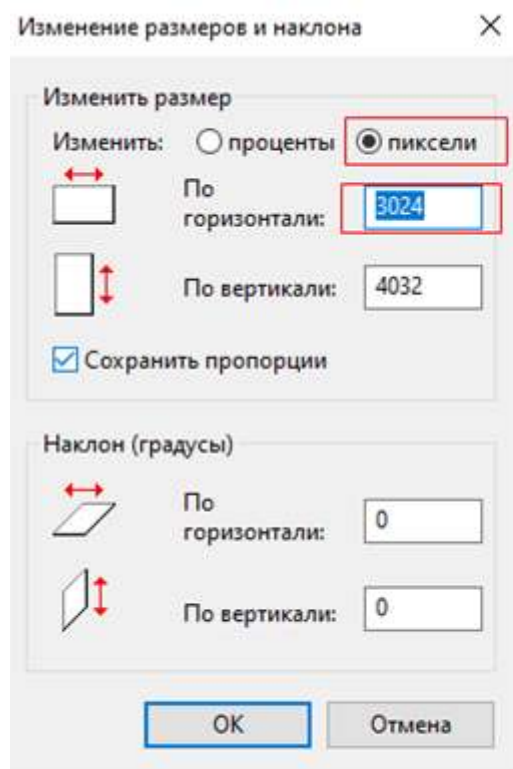 Изменение размеров и наклона
Изменить размер
Изменить: проценты пиксели
По
горизонтали: 3024
По вертикали: 4032
Сохранить пропорции
Наклон (градусы)
По
горизонтали: 0
По вертикали: 0
ОК Отмена